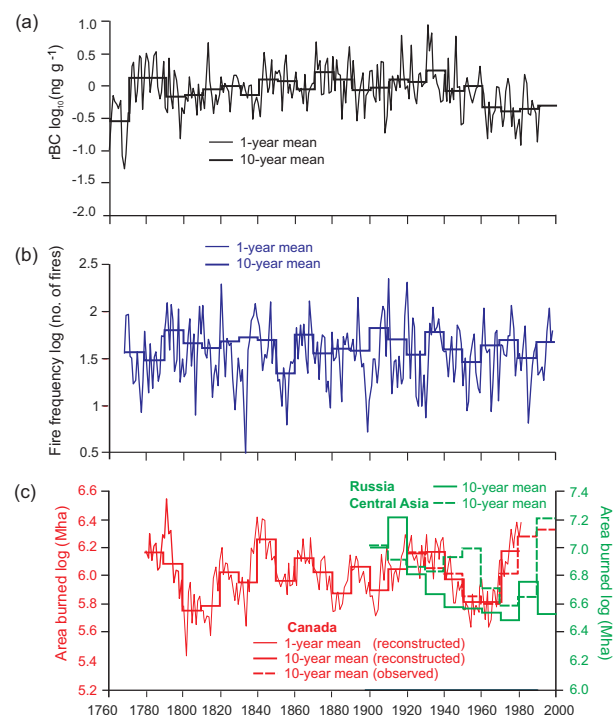 (a)
1.0
0.5
0
-0.5
-1.0
-1.5
-2.0
rBC log10(ng g-1)
1-year mean
10-year mean
(b)
1-year mean
10-year mean
2.5
2
1.5
1
0.5
Fire frequency log (no. of fires)
(c)
Russia 10-year mean
Central Asia 10-year mean
6.6
6.4
6.2
6.0
5.8
5.6
5.4
5.2
Area burned log (Mha)
7.4
7.2
7.0
6.8
6.6
6.4
6.2
6.0
Area burned log (Mha)
Canada
1-year mean (reconstructed)
10-year mean (reconstructed)
10-year mean (observed)
1760 1780 1800 1820 1840 1860 1880 1900 1920 1940 1960 1980 2000